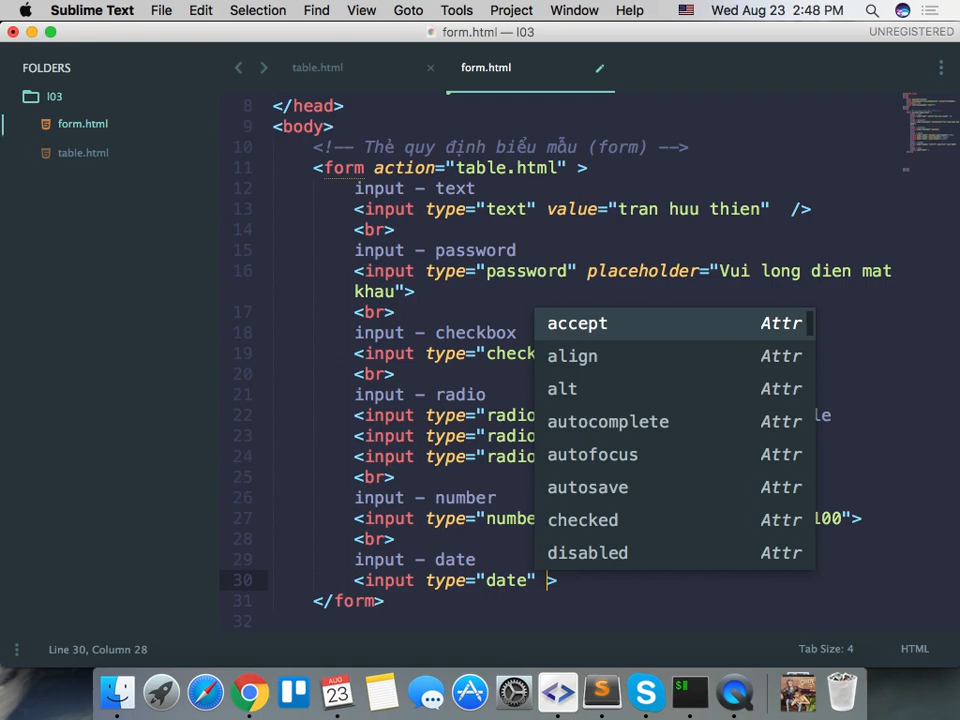 Sublime Text File Edit Selection Find View Goto Tools Project Window Help Wed Aug 23 2:48 PM
form.html — l03 UNREGISTERED
FOLDERS
l03
form.html
table.html
table.html form.html
8 </head>
9 <body>
10 <!-- Thẻ quy định biểu mẫu (form) -->
11 <form action="table.html" >
12 input - text
13 <input type="text" value="tran huu thien" />
14 <br>
15 input - password
16 <input type="password" placeholder="Vui long dien mat
khau">
17 <br>
18 input - checkbox
19 <input type="check
20 <br>
21 input - radio
22 <input type="radio le
23 <input type="radio
24 <input type="radio
25 <br>
26 input - number
27 <input type="numbe 100">
28 <br>
29 input - date
30 <input type="date" >
31 </form>
32
accept Attr
align Attr
alt Attr
autocomplete Attr
autofocus Attr
autosave Attr
checked Attr
disabled Attr
Line 30, Column 28 Tab Size: 4 HTML
AUG
23